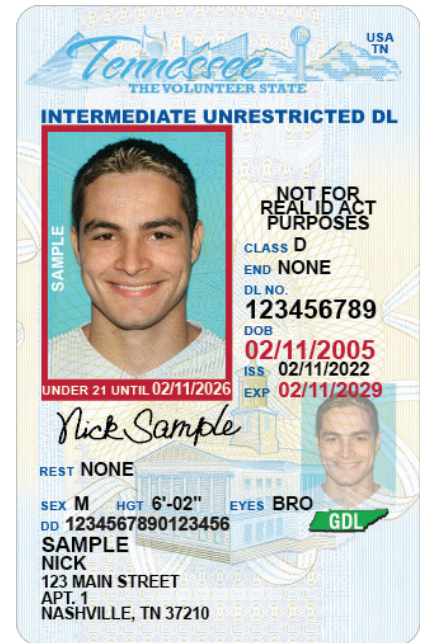 USA
TN
Tennessee
THE VOLUNTEER STATE
INTERMEDIATE UNRESTRICTED DL
SAMPLE
NOT FOR
REAL ID ACT
PURPOSES
CLASS D
END NONE
DL NO.
123456789
DOB
02/11/2005
ISS 02/11/2022
EXP 02/11/2029
UNDER 21 UNTIL 02/11/2026
Nick Sample
REST NONE
SEX M HGT 6'-02" EYES BRO
GDL
DD 1234567890123456
SAMPLE
NICK
123 MAIN STREET
APT. 1
NASHVILLE, TN 37210